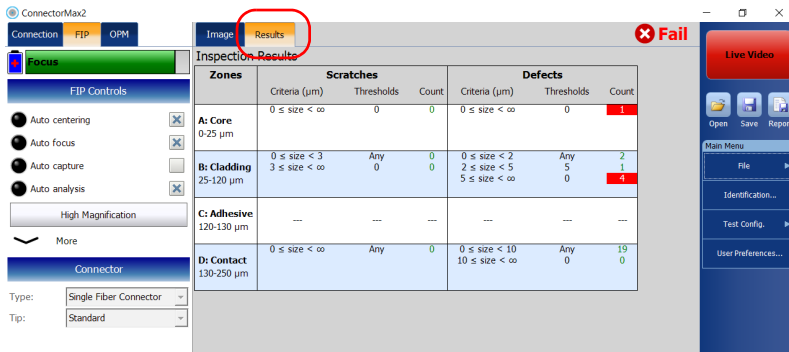 ConnectorMax2
Connection FIP OPM
Focus
FIP Controls
Auto centering
Auto focus
Auto capture
Auto analysis
High Magnification
More
Connector
Type: Single Fiber Connector
Tip: Standard
Image Results
Fail
Inspection Results
Zones Scratches Defects
Criteria (µm) Thresholds Count Criteria (µm) Thresholds Count
A: Core
0-25 µm
0 ≤ size < ∞ 0 0 0 ≤ size < ∞ 0 1
B: Cladding
25-120 µm
0 ≤ size < 3 Any 0 0 ≤ size < 2 Any 2
3 ≤ size < ∞ 0 0 2 ≤ size < 5 5 1
5 ≤ size < ∞ 0 4
C: Adhesive
120-130 µm
--- --- --- --- --- ---
D: Contact
130-250 µm
0 ≤ size < ∞ Any 0 0 ≤ size < 10 Any 19
10 ≤ size < ∞ 0 0
Live Video
Open Save Repor
Main Menu
File
Identification...
Test Config.
User Preferences...